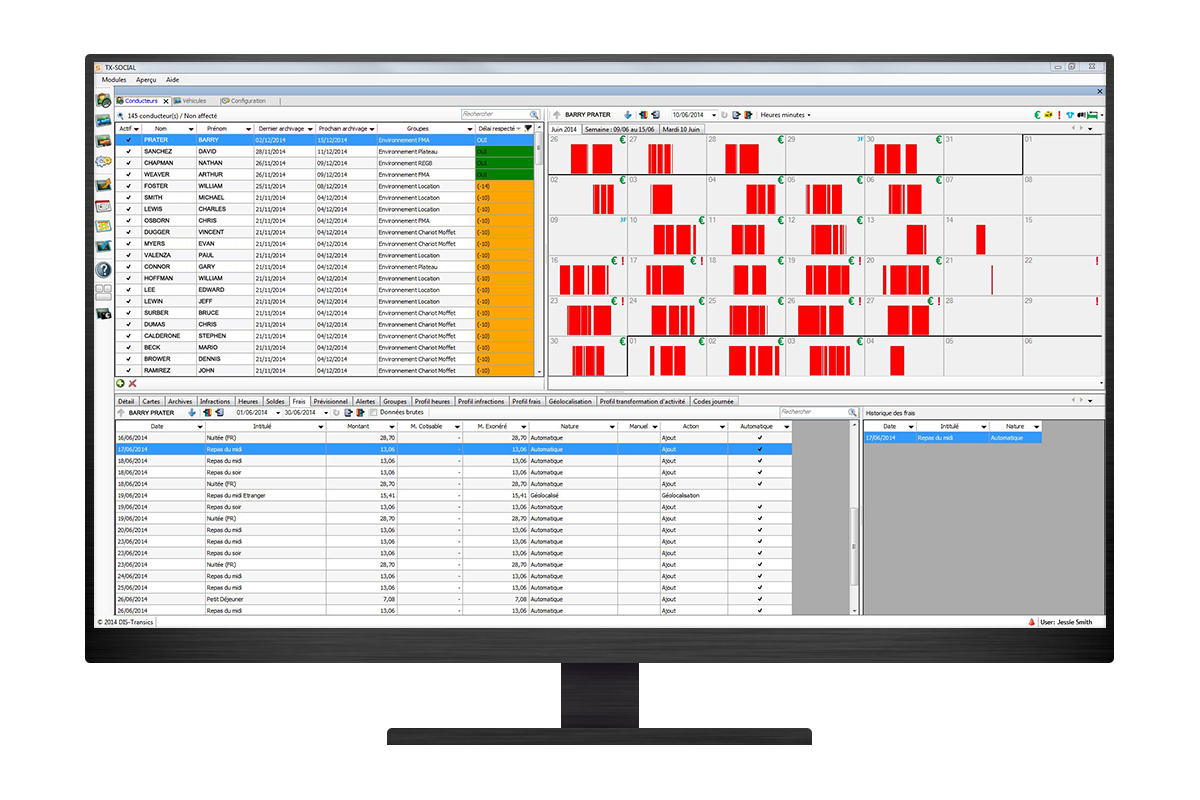 TX-SOCIAL
Modules Aperçu Aide
Conducteurs Véhicules Configuration
145 conducteur(s) / Non affecté Rechercher
Actif Nom Prénom Dernier archivage Prochain archivage Groupes Délai respecté
PRATER BARRY 02/12/2014 15/12/2014 Environnement FMA OUI
SANCHEZ DAVID 28/11/2014 11/12/2014 Environnement Plateau OUI
CHAPMAN NATHAN 26/11/2014 09/12/2014 Environnement REG8 OUI
WEAVER ARTHUR 26/11/2014 09/12/2014 Environnement FMA OUI
FOSTER WILLIAM 25/11/2014 08/12/2014 Environnement Location (-14)
SMITH MICHAEL 21/11/2014 04/12/2014 Environnement Location (-10)
LEWIS CHARLES 21/11/2014 04/12/2014 Environnement Location (-10)
OSBORN CHRIS 21/11/2014 04/12/2014 Environnement FMA (-10)
DUGGER VINCENT 21/11/2014 04/12/2014 Environnement Chariot Moffet (-10)
MYERS EVAN 21/11/2014 04/12/2014 Environnement Chariot Moffet (-10)
VALENZA PAUL 21/11/2014 04/12/2014 Environnement Chariot Moffet (-10)
CONNOR GARY 21/11/2014 04/12/2014 Environnement Plateau (-10)
HOFFMAN WILLIAM 21/11/2014 04/12/2014 Environnement Location (-10)
LEE EDWARD 21/11/2014 04/12/2014 Environnement Location (-10)
LEWIN JEFF 21/11/2014 04/12/2014 Environnement Chariot Moffet (-10)
SURBER BRUCE 21/11/2014 04/12/2014 Environnement Chariot Moffet (-10)
DUMAS CHRIS 21/11/2014 04/12/2014 Environnement Chariot Moffet (-10)
CALDERONE STEPHEN 21/11/2014 04/12/2014 Environnement Chariot Moffet (-10)
BECK MARIO 21/11/2014 04/12/2014 Environnement Chariot Moffet (-10)
BROWER DENNIS 21/11/2014 04/12/2014 Environnement Chariot Moffet (-10)
RAMIREZ JOHN 21/11/2014 04/12/2014 Environnement Chariot Moffet (-10)
BARRY PRATER 10/06/2014 Heures minutes € !
Juin 2014 Semaine : 09/06 au 15/06 Mardi 10 Juin
26 € 27 28 € 29 JF 30 € 31 01
02 € 03 04 € 05 € 06 € 07 08
09 JF 10 € 11 € 12 € 13 14 15
16 € ! 17 € ! 18 € 19 € ! 20 € 21 22 !
23 € ! 24 € 25 € 26 € ! 27 € ! 28 29 !
30 € 01 € 02 € 03 € 04 05 06
Détail Cartes Archives Infractions Heures Soldes Frais Prévisionnel Alertes Groupes Profil heures Profil infractions Profil frais Géolocalisation Profil transformation d'activité Codes journée
BARRY PRATER 01/06/2014 30/06/2014 Données brutes Rechercher
Date Intitulé Montant M. Cotisable M. Exonéré Nature Manuel Action Automatique
16/06/2014 Nuitée (FR) 28,70 - 28,70 Automatique Ajout
17/06/2014 Repas du midi 13,06 - 13,06 Automatique Ajout
18/06/2014 Repas du midi 13,06 - 13,06 Automatique Ajout
18/06/2014 Repas du soir 13,06 - 13,06 Automatique Ajout
18/06/2014 Nuitée (FR) 28,70 - 28,70 Automatique Ajout
19/06/2014 Repas du midi Etranger 15,41 - 15,41 Géolocalisé Géolocalisation
19/06/2014 Repas du soir 13,06 - 13,06 Automatique Ajout
19/06/2014 Nuitée (FR) 28,70 - 28,70 Automatique Ajout
20/06/2014 Repas du midi 13,06 - 13,06 Automatique Ajout
23/06/2014 Repas du midi 13,06 - 13,06 Automatique Ajout
23/06/2014 Repas du soir 13,06 - 13,06 Automatique Ajout
23/06/2014 Nuitée (FR) 28,70 - 28,70 Automatique Ajout
24/06/2014 Repas du midi 13,06 - 13,06 Automatique Ajout
25/06/2014 Repas du midi 13,06 - 13,06 Automatique Ajout
26/06/2014 Petit Déjeuner 7,08 - 7,08 Automatique Ajout
26/06/2014 Repas du midi 13,06 - 13,06 Automatique Ajout
Historique des frais
Date Intitulé Nature
17/06/2014 Repas du midi Automatique
© 2014 DIS-Transics User: Jessie Smith